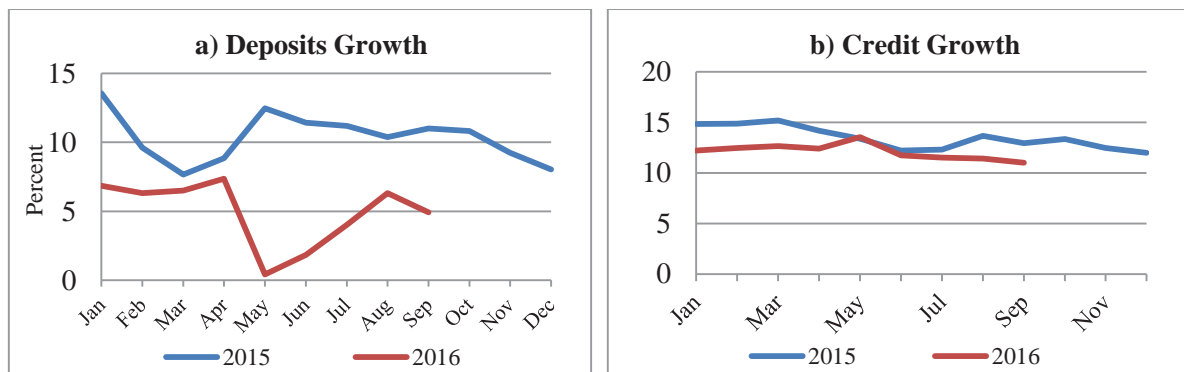 a) Deposits Growth
Percent
15
10
5
0
Jan Feb Mar Apr May Jun Jul Aug Sep Oct Nov Dec
2015 2016
b) Credit Growth
20
15
10
5
0
Jan Mar May Jul Sep Nov
2015 2016